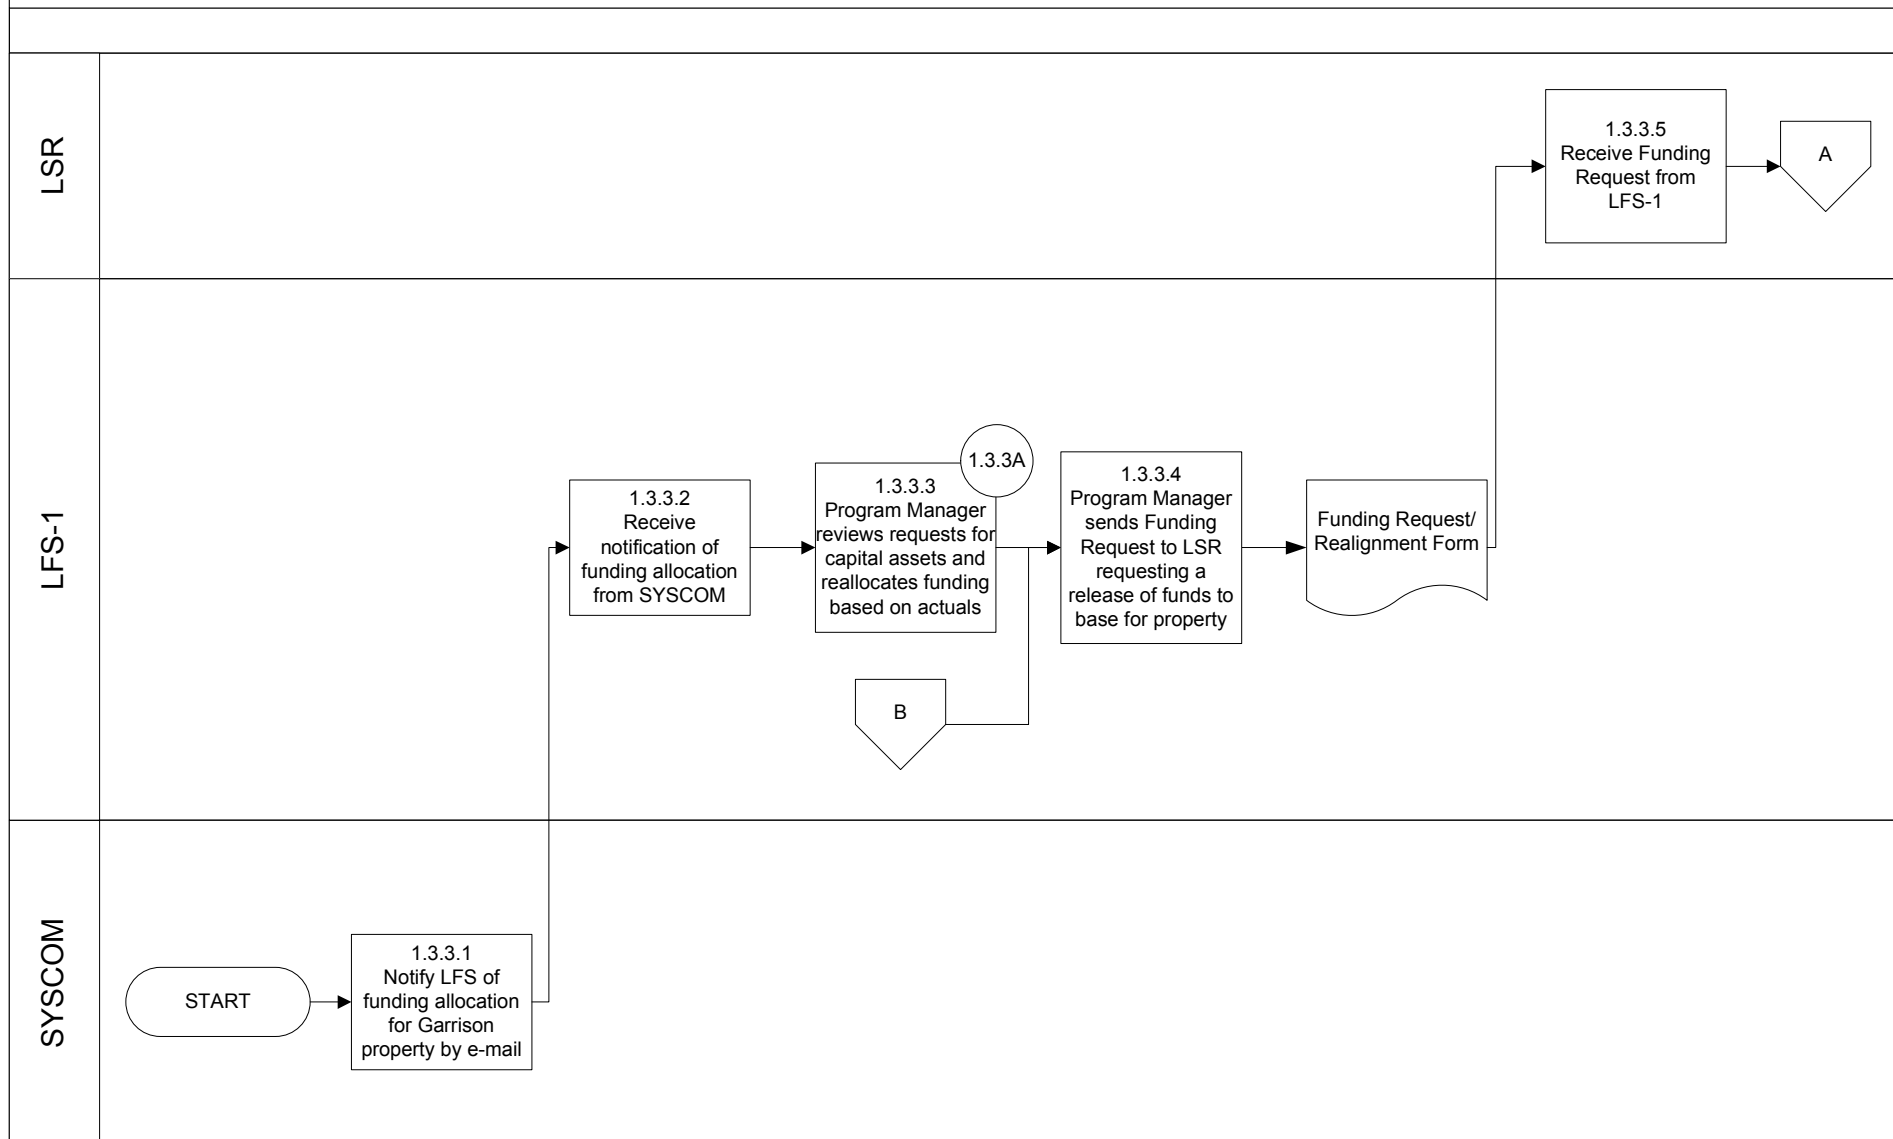 LSR
1.3.3.5
Receive Funding
Request from
LFS-1
A
LFS-1
1.3.3.2
Receive
notification of
funding allocation
from SYSCOM
1.3.3A
1.3.3.3
Program Manager
reviews requests for
capital assets and
reallocates funding
based on actuals
1.3.3.4
Program Manager
sends Funding
Request to LSR
requesting a
release of funds to
base for property
Funding Request/
Realignment Form
B
SYSCOM
START
1.3.3.1
Notify LFS of
funding allocation
for Garrison
property by e-mail